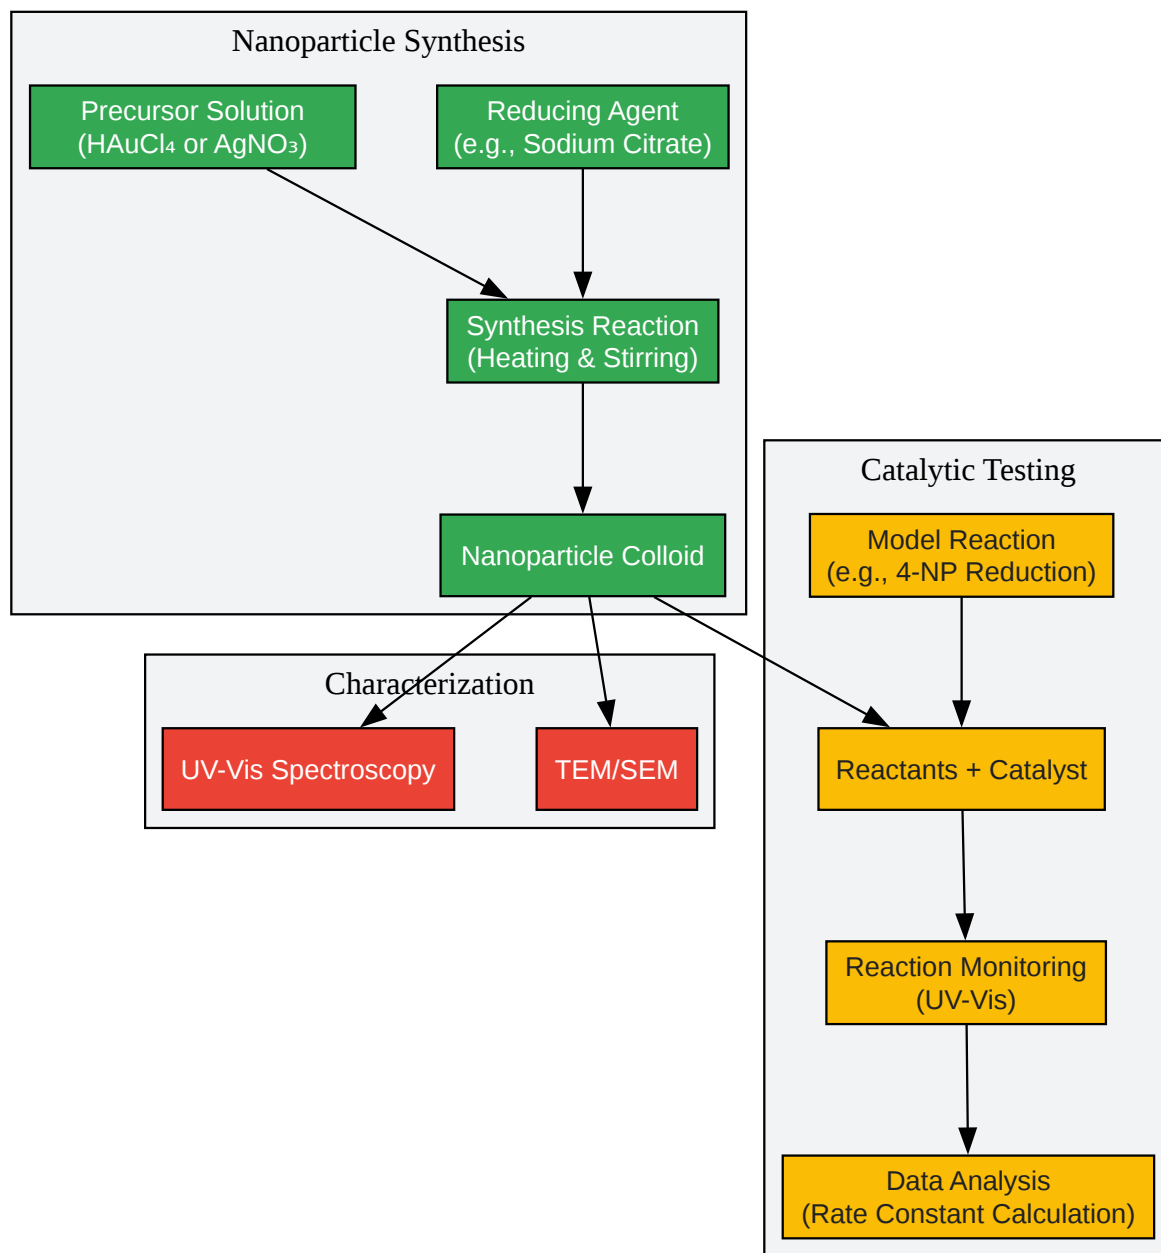 Nanoparticle Synthesis
Precursor Solution
(HAuCl₄ or AgNO₃)
Reducing Agent
(e.g., Sodium Citrate)
Synthesis Reaction
(Heating & Stirring)
Nanoparticle Colloid
Characterization
UV-Vis Spectroscopy
TEM/SEM
Catalytic Testing
Model Reaction
(e.g., 4-NP Reduction)
Reactants + Catalyst
Reaction Monitoring
(UV-Vis)
Data Analysis
(Rate Constant Calculation)